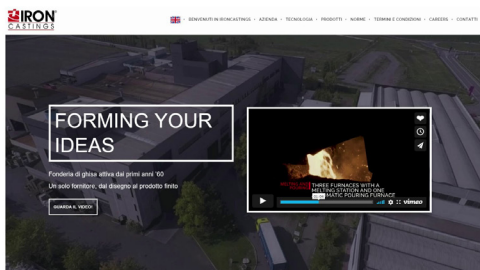 IRON®
CASTINGS
BENVENUTI IN IRONCASTINGS - AZIENDA - TECNOLOGIA - PRODOTTI - NORME - TERMINI E CONDIZIONI - CAREERS - CONTATTI
FORMING YOUR
IDEAS
Fonderia di ghisa attiva dai primi anni '60
Un solo fornitore, dal disegno al prodotto finito
GUARDA IL VIDEO!
THREE FURNACES WITH A
MELTING STATION AND ONE
MATIC POURING FURNACE
vimeo